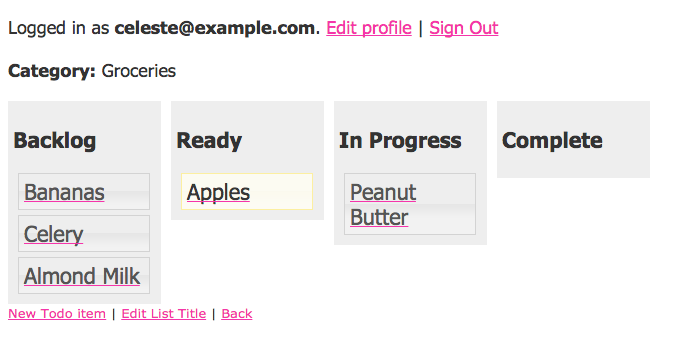 Logged in as celeste@example.com. Edit profile | Sign Out
Category: Groceries
Backlog
Bananas
Celery
Almond Milk
Ready
Apples
In Progress
Peanut
Butter
Complete
New Todo item | Edit List Title | Back